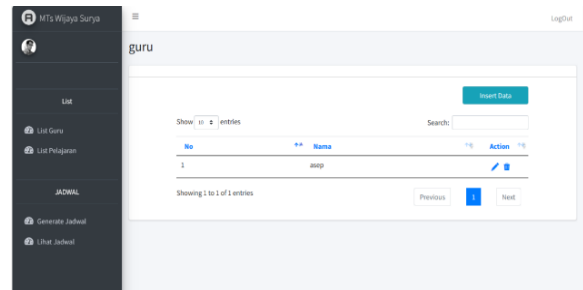 MTs Wijaya Surya
LogOut
guru
List
List Guru
List Pelajaran
JADWAL
Generate Jadwal
Lihat Jadwal
Insert Data
Show 10 entries
Search:
No Nama Action
1 asep
Showing 1 to 1 of 1 entries
Previous 1 Next